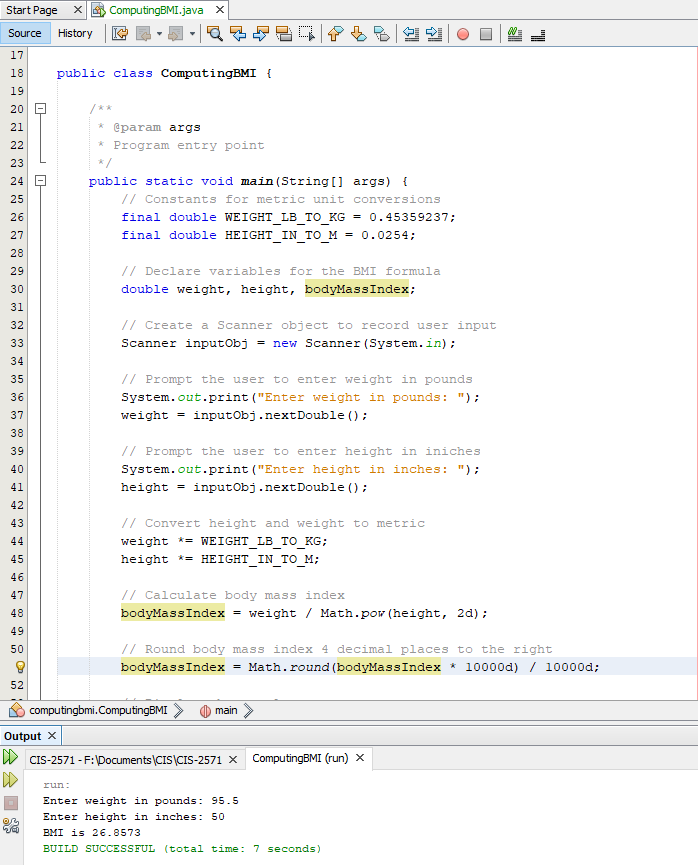 Start Page ComputingBMI.java
Source History
17
18 public class ComputingBMI {
19
20 /**
21 * @param args
22 * Program entry point
23 */
24 public static void main(String[] args) {
25 // Constants for metric unit conversions
26 final double WEIGHT_LB_TO_KG = 0.45359237;
27 final double HEIGHT_IN_TO_M = 0.0254;
28
29 // Declare variables for the BMI formula
30 double weight, height, bodyMassIndex;
31
32 // Create a Scanner object to record user input
33 Scanner inputObj = new Scanner(System.in);
34
35 // Prompt the user to enter weight in pounds
36 System.out.print("Enter weight in pounds: ");
37 weight = inputObj.nextDouble();
38
39 // Prompt the user to enter height in iniches
40 System.out.print("Enter height in inches: ");
41 height = inputObj.nextDouble();
42
43 // Convert height and weight to metric
44 weight *= WEIGHT_LB_TO_KG;
45 height *= HEIGHT_IN_TO_M;
46
47 // Calculate body mass index
48 bodyMassIndex = weight / Math.pow(height, 2d);
49
50 // Round body mass index 4 decimal places to the right
bodyMassIndex = Math.round(bodyMassIndex * 10000d) / 10000d;
52
computingbmi.ComputingBMI main
Output
CIS-2571 - F:\Documents\CIS\CIS-2571 ComputingBMI (run)
run:
Enter weight in pounds: 95.5
Enter height in inches: 50
BMI is 26.8573
BUILD SUCCESSFUL (total time: 7 seconds)